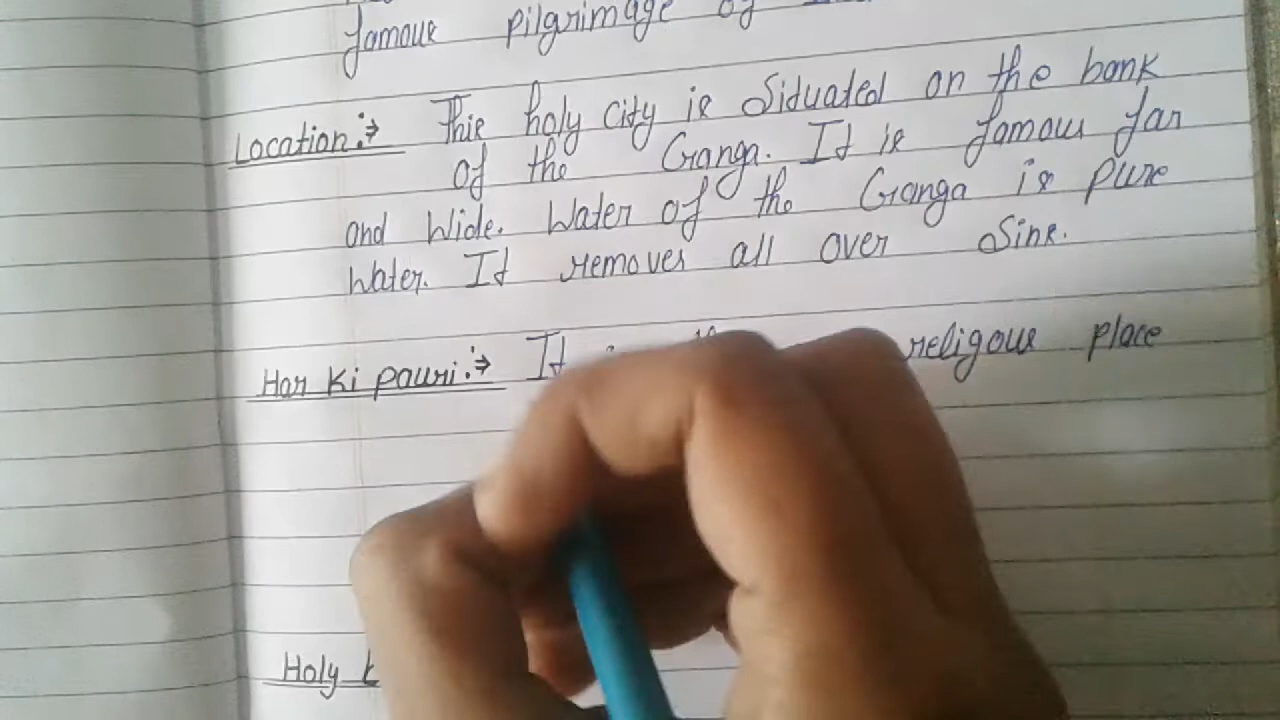 famous pilgrimage of
Location:→ This holy City is Situated on the bank
of the Ganga. It is famous far
and Wide. Water of the Ganga is pure
Water. It removes all over Sins.
Har Ki pauri:→ It religous place
Holy